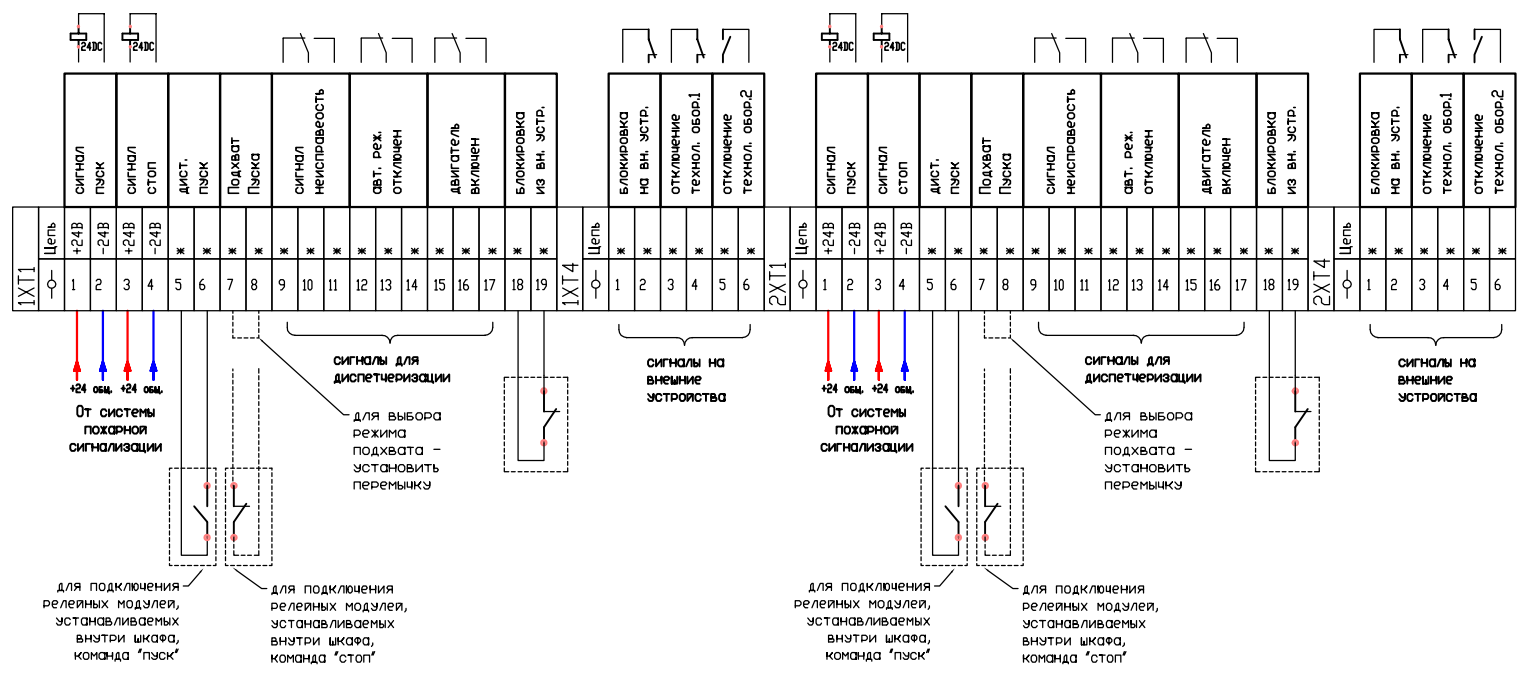 24DC 24DC 24DC 24DC
сигнал
пуск
сигнал
стоп
дист.
пуск
Подхват
Пуска
сигнал
неисправеость
авт. реж.
отключен
двигатель
включен
блокировка
из вн. устр.
блокировка
на вн. устр.
отключение
технол. обор.1
отключение
технол. обор.2
сигнал
пуск
сигнал
стоп
дист.
пуск
Подхват
Пуска
сигнал
неисправеость
авт. реж.
отключен
двигатель
включен
блокировка
из вн. устр.
блокировка
на вн. устр.
отключение
технол. обор.1
отключение
технол. обор.2
1XT1 Цепь +24В -24В +24В -24В * * * * * * * * * * * * * * *
1 2 3 4 5 6 7 8 9 10 11 12 13 14 15 16 17 18 19
1XT4 Цепь * * * * * *
1 2 3 4 5 6
2XT1 Цепь +24В -24В +24В -24В * * * * * * * * * * * * * * *
1 2 3 4 5 6 7 8 9 10 11 12 13 14 15 16 17 18 19
2XT4 Цепь * * * * * *
1 2 3 4 5 6
+24 общ. +24 общ.
От системы
пожарной
сигнализации
сигналы для
диспетчеризации
сигналы на
внешние
устройства
для выбора
режима
подхвата -
установить
перемычку
для подключения
релейных модулей,
устанавливаемых
внутри шкафа,
команда "пуск"
для подключения
релейных модулей,
устанавливаемых
внутри шкафа,
команда "стоп"
+24 общ. +24 общ.
От системы
пожарной
сигнализации
сигналы для
диспетчеризации
сигналы на
внешние
устройства
для выбора
режима
подхвата -
установить
перемычку
для подключения
релейных модулей,
устанавливаемых
внутри шкафа,
команда "пуск"
для подключения
релейных модулей,
устанавливаемых
внутри шкафа,
команда "стоп"